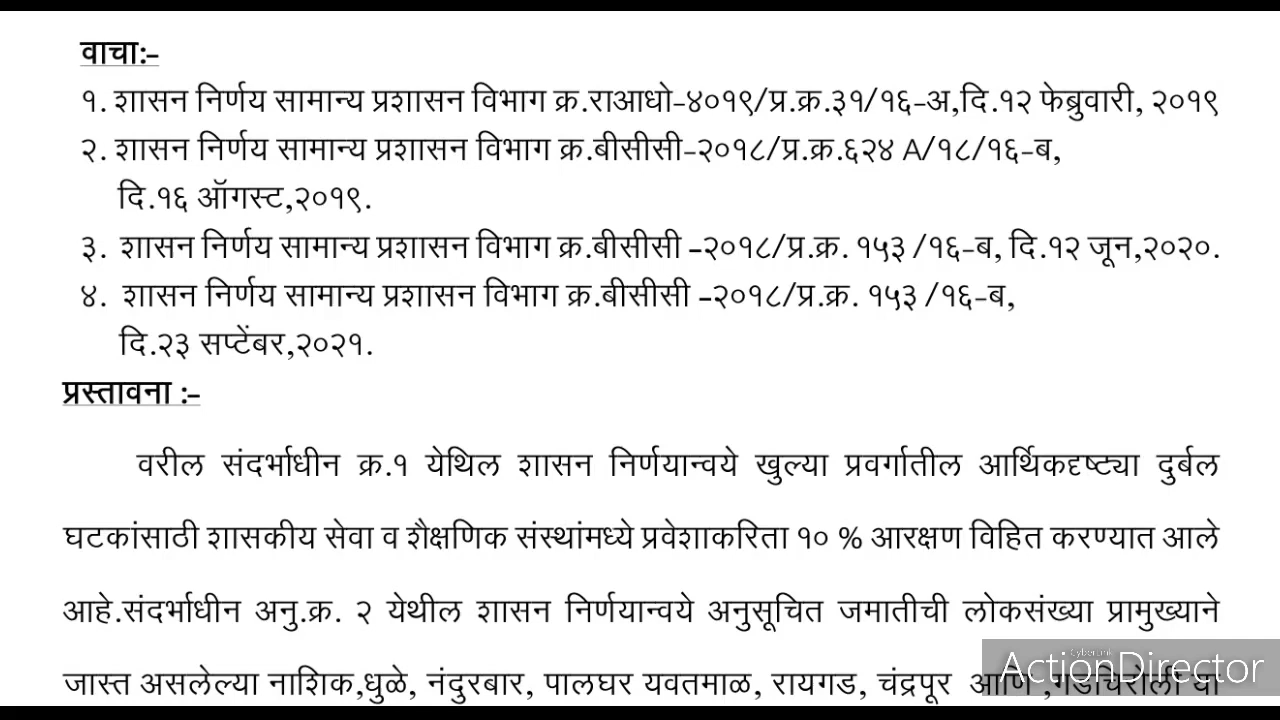 वाचा:-
१. शासन निर्णय सामान्य प्रशासन विभाग क्र.राआधो-४०१९/प्र.क्र.३१/१६-अ,दि.१२ फेब्रुवारी, २०१९
२. शासन निर्णय सामान्य प्रशासन विभाग क्र.बीसीसी-२०१८/प्र.क्र.६२४ A/१८/१६-ब,
दि.१६ ऑगस्ट,२०१९.
३. शासन निर्णय सामान्य प्रशासन विभाग क्र.बीसीसी –२०१८/प्र.क्र. १५३ /१६-ब, दि.१२ जून,२०२०.
४. शासन निर्णय सामान्य प्रशासन विभाग क्र.बीसीसी –२०१८/प्र.क्र. १५३ /१६-ब,
दि.२३ सप्टेंबर,२०२१.
प्रस्तावना :-
वरील संदर्भाधीन क्र.१ येथिल शासन निर्णयान्वये खुल्या प्रवर्गातील आर्थिकदृष्ट्या दुर्बल
घटकांसाठी शासकीय सेवा व शैक्षणिक संस्थांमध्ये प्रवेशाकरिता १० % आरक्षण विहित करण्यात आले
आहे.संदर्भाधीन अनु.क्र. २ येथील शासन निर्णयान्वये अनुसूचित जमातीची लोकसंख्या प्रामुख्याने
जास्त असलेल्या नाशिक,धुळे, नंदुरबार, पालघर यवतमाळ, रायगड, चंद्रपूर आणि ,गडचिरोली या
CyberLink
ActionDirector